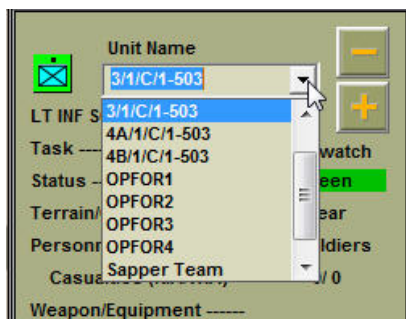 Unit Name
3/1/C/1-503
LT INF S
3/1/C/1-503
4A/1/C/1-503
Task ----
4B/1/C/1-503
watch
Status --
OPFOR1
een
OPFOR2
Terrain/
ear
OPFOR3
Personn
OPFOR4
ldiers
Sapper Team
Casua
0/ 0
Weapon/Equipment ------